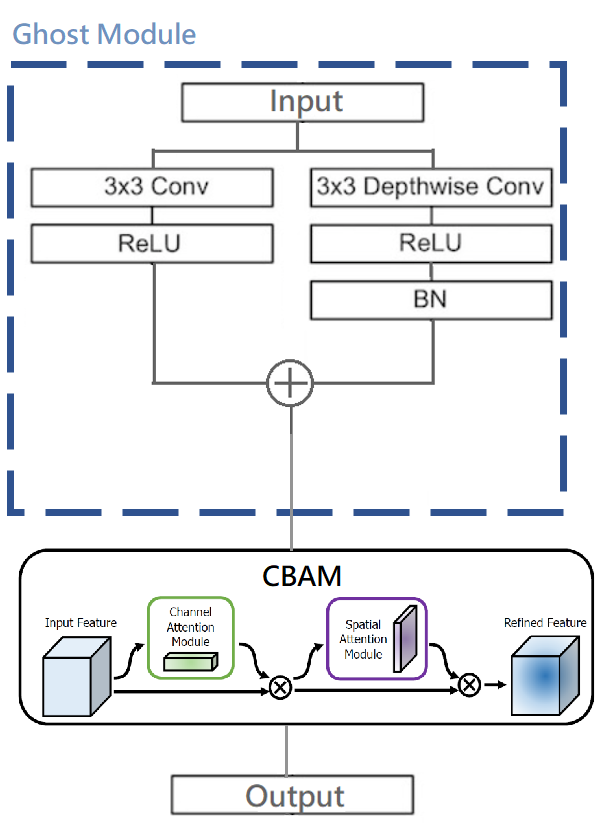 Ghost Module
Input
3x3 Conv
3x3 Depthwise Conv
ReLU
ReLU
BN
CBAM
Input Feature
Channel
Attention
Module
Spatial
Attention
Module
Refined Feature
Output